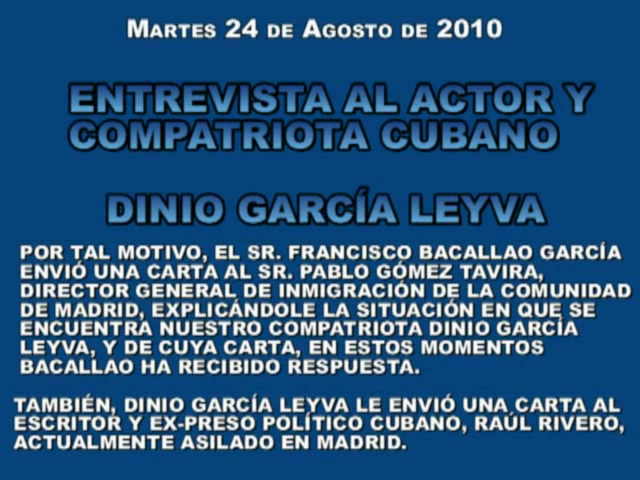 MARTES 24 DE AGOSTO DE 2010
ENTREVISTA AL ACTOR Y
COMPATRIOTA CUBANO
DINIO GARCÍA LEYVA
POR TAL MOTIVO, EL SR. FRANCISCO BACALLAO GARCÍA
ENVIÓ UNA CARTA AL SR. PABLO GÓMEZ TAVIRA,
DIRECTOR GENERAL DE INMIGRACIÓN DE LA COMUNIDAD
DE MADRID, EXPLICÁNDOLE LA SITUACIÓN EN QUE SE
ENCUENTRA NUESTRO COMPATRIOTA DINIO GARCÍA
LEYVA, Y DE CUYA CARTA, EN ESTOS MOMENTOS
BACALLAO HA RECIBIDO RESPUESTA.
TAMBIÉN, DINIO GARCÍA LEYVA LE ENVIÓ UNA CARTA AL
ESCRITOR Y EX-PRESO POLÍTICO CUBANO, RAÚL RIVERO,
ACTUALMENTE ASILADO EN MADRID.